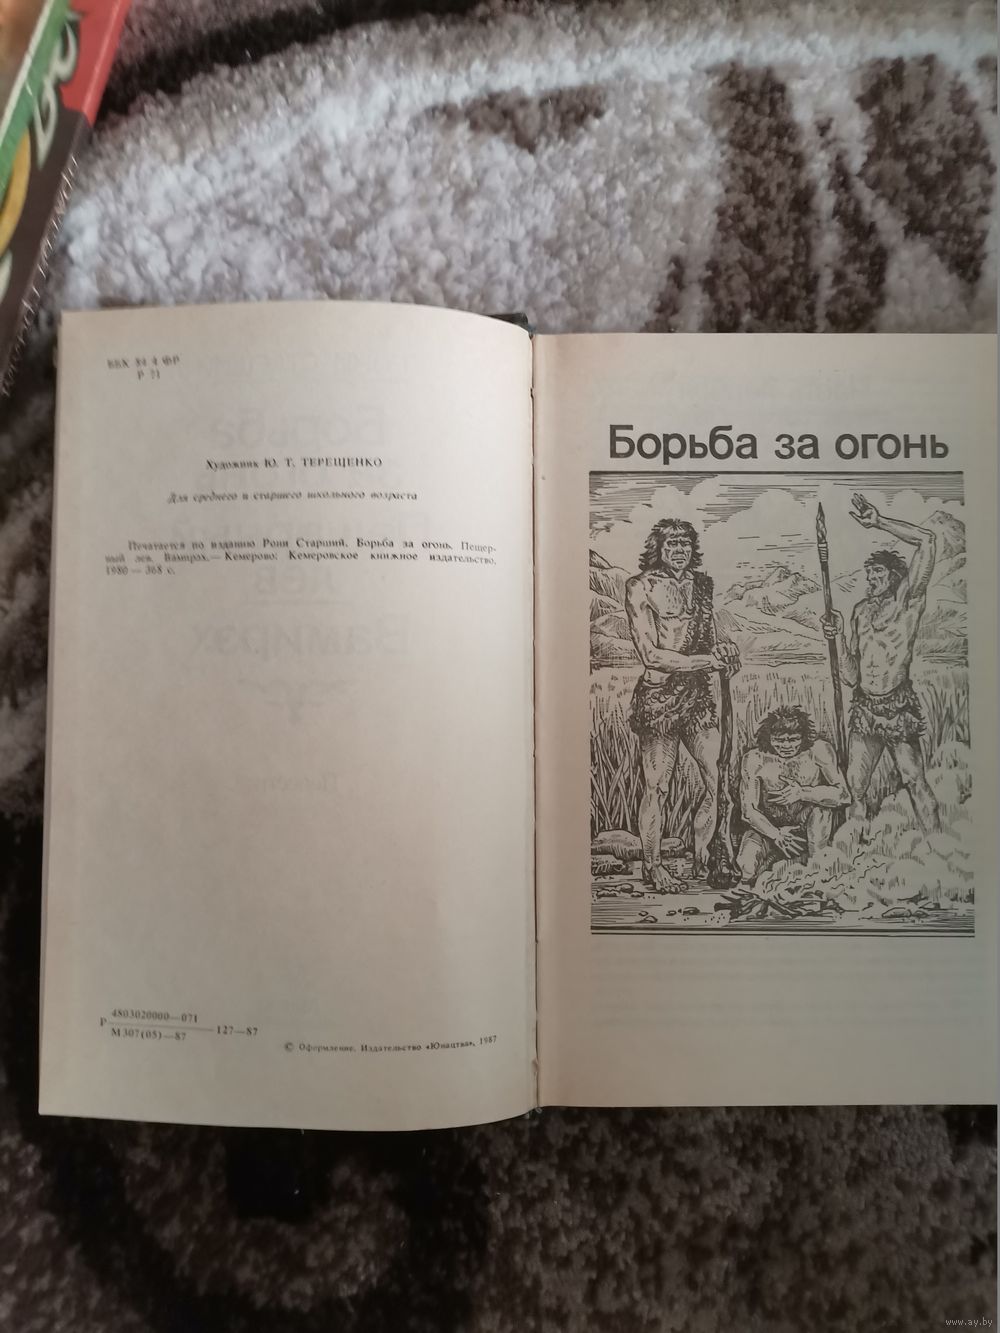 ББК 84.4 ФР
Р 71
Художник Ю. Т. ТЕРЕЩЕНКО
Для среднего и старшего школьного возраста
Печатается по изданию Рони Старший. Борьба за огонь. Пещер-
ный лев. Вамирэх.— Кемерово: Кемеровское книжное издательство,
1980 — 368 с.
4803020000—071
Р 127—87
М 307(05)—87
© Оформление. Издательство «Юнацтва», 1987
Борьба за огонь
www.ay.by